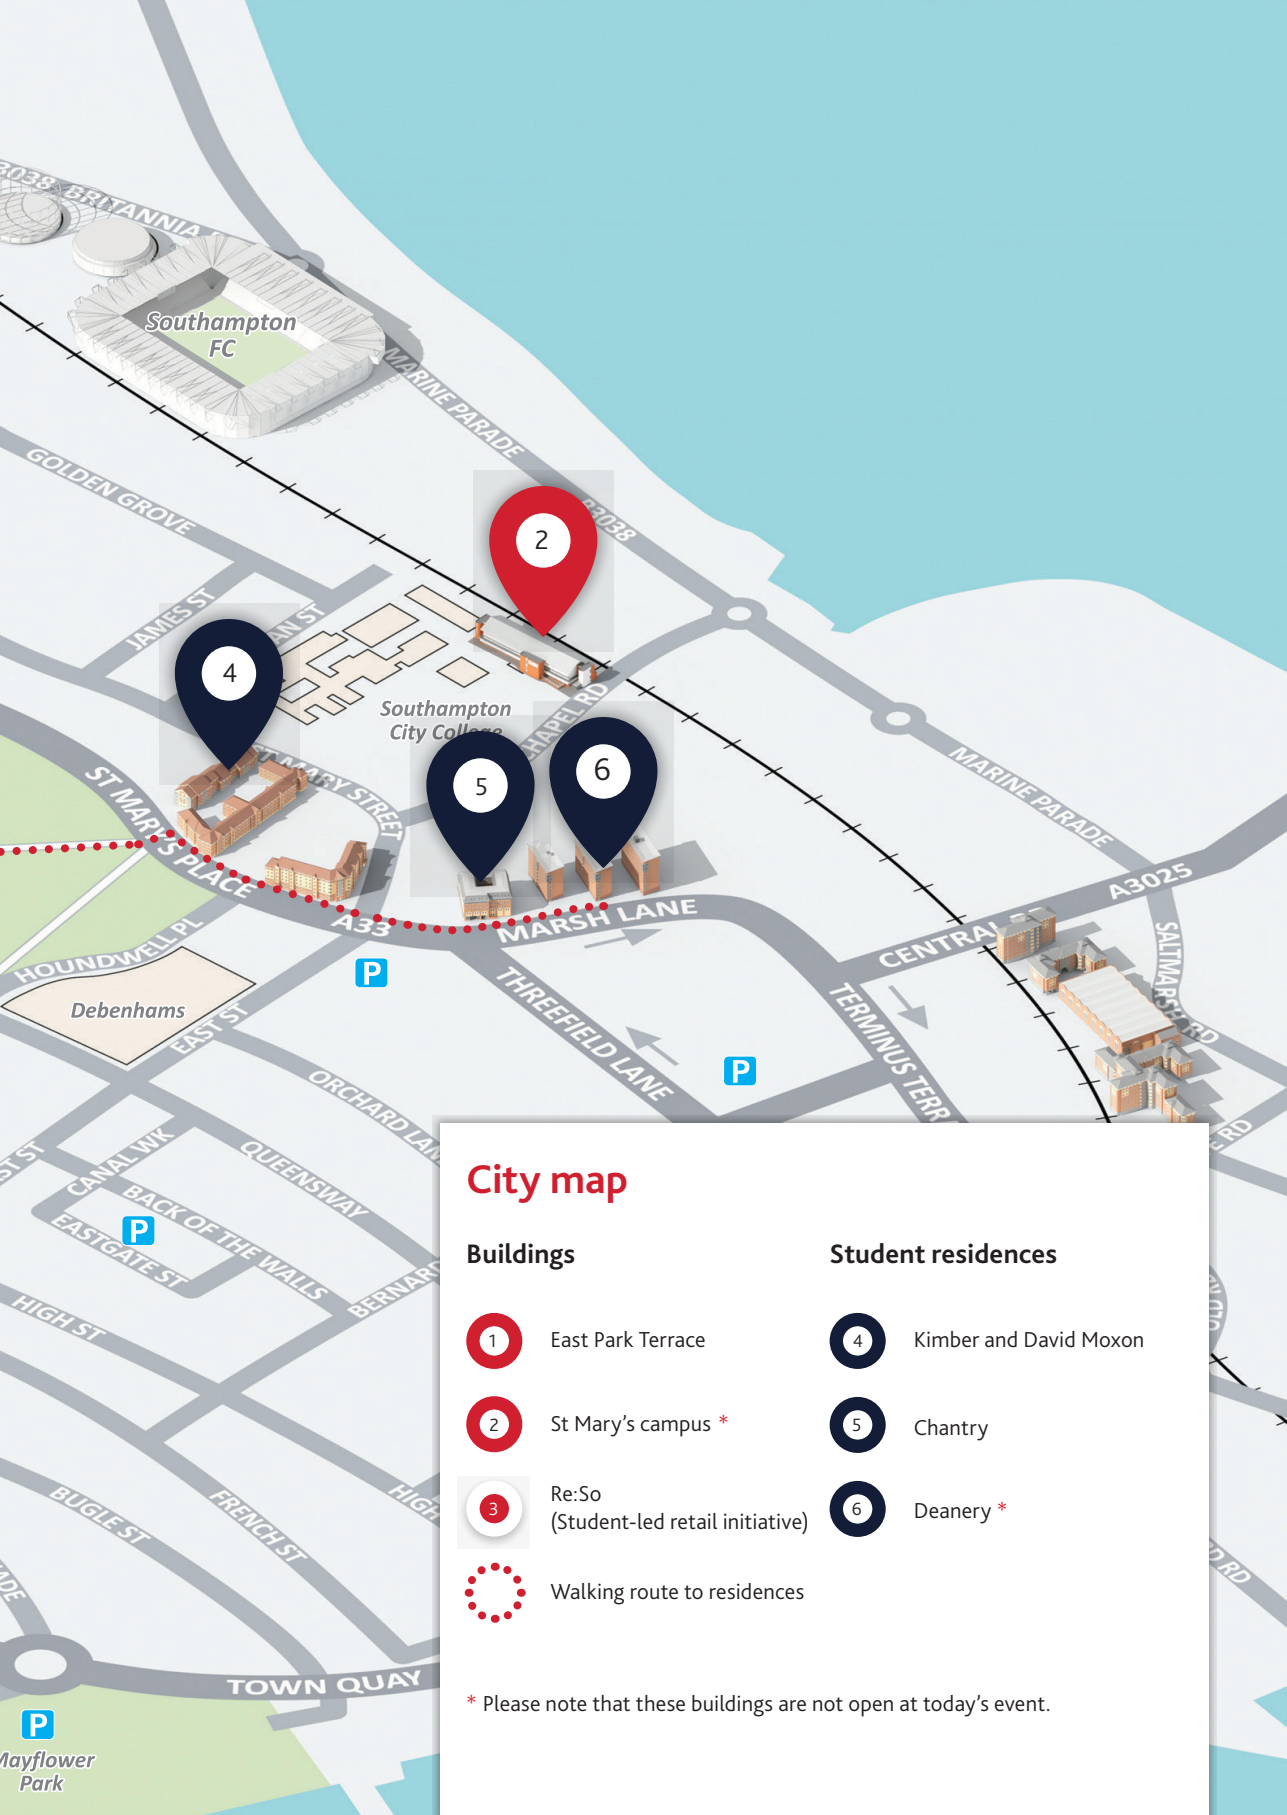 BRITANNIA
Southampton
FC
MARINE PARADE
GOLDEN GROVE
B3038
2
JAMES ST
4
Southampton
City College
CHAPEL RD
ST MARY STREET
5
6
MARINE PARADE
ST MARY'S PLACE
A33
MARSH LANE
A3025
CENTRAL
SALTMARSH RD
HOUNDWELL PL
P
Debenhams
EAST ST
THREEFIELD LANE
TERMINUS TERR
P
ORCHARD LAN
RD
CANAL WK
QUEENSWAY
BACK OF THE WALLS
P
EASTGATE ST
BERNARD
HIGH ST
HIGH
BUGLE ST
FRENCH ST
RD
TOWN QUAY
P
Mayflower
Park
City map
Buildings
1 East Park Terrace
2 St Mary's campus *
3 Re:So
(Student-led retail initiative)
Walking route to residences
Student residences
4 Kimber and David Moxon
5 Chantry
6 Deanery *
* Please note that these buildings are not open at today's event.